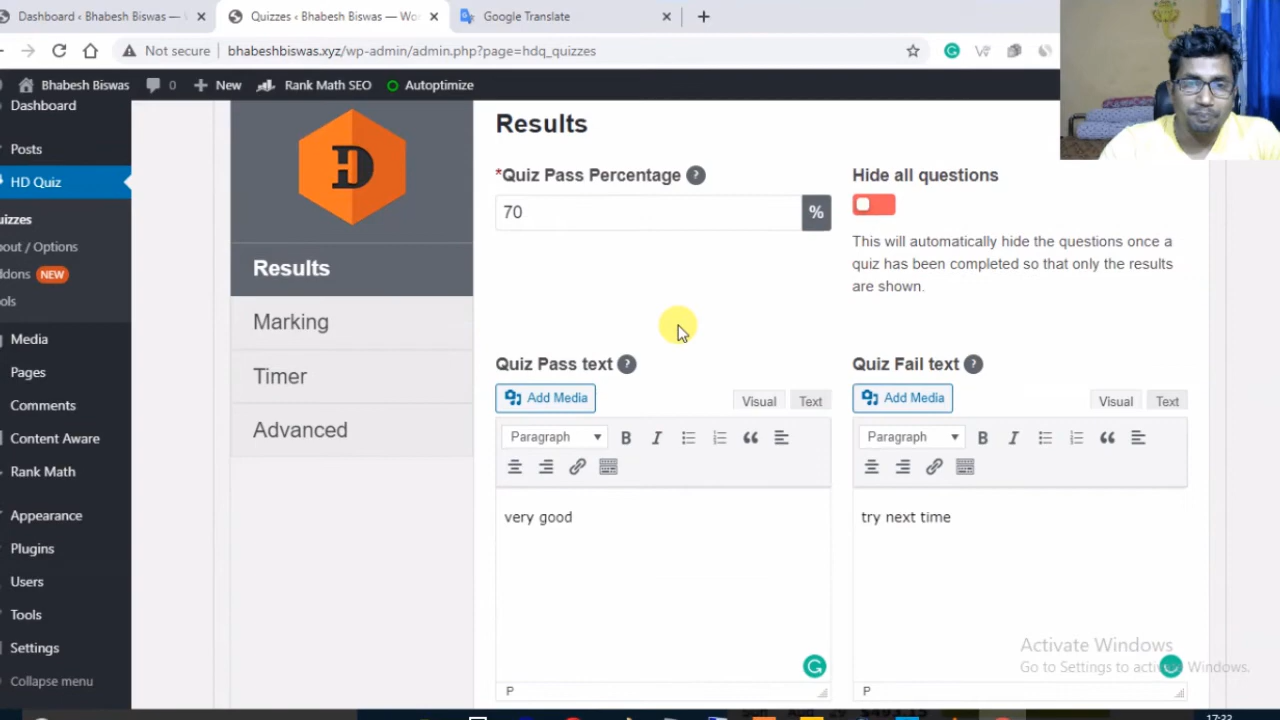 Dashboard ‹ Bhabesh Biswas —
Quizzes ‹ Bhabesh Biswas — Wor
Google Translate
Not secure
bhabeshbiswas.xyz/wp-admin/admin.php?page=hdq_quizzes
Bhabesh Biswas
0
New
Rank Math SEO
Autoptimize
Dashboard
Posts
HD Quiz
uizzes
bout / Options
ddons NEW
ols
Media
Pages
Comments
Content Aware
Rank Math
Appearance
Plugins
Users
Tools
Settings
Collapse menu
HD
Results
Marking
Timer
Advanced
Results
*Quiz Pass Percentage ?
70 %
Hide all questions
This will automatically hide the questions once a
quiz has been completed so that only the results
are shown.
Quiz Pass text ?
Add Media
Visual
Text
Paragraph
B I
very good
P
Quiz Fail text ?
Add Media
Visual
Text
Paragraph
B I
try next time
P
Activate Windows
Go to Settings to activate Windows.